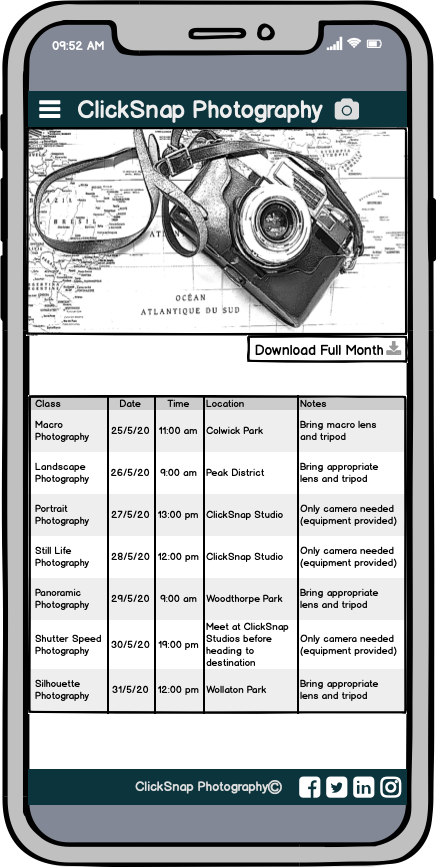 09:52 AM
ClickSnap Photography
BRÉSIL
OCÉAN
ATLANTIQUE DU SUD
Download Full Month
Class Date Time Location Notes
Macro
Photography
25/5/20 11:00 am Colwick Park
Bring macro lens
and tripod
Landscape
Photography
26/5/20 9:00 am Peak District
Bring appropriate
lens and tripod
Portrait
Photography
27/5/20 13:00 pm ClickSnap Studio
Only camera needed
(equipment provided)
Still Life
Photography
28/5/20 12:00 pm ClickSnap Studio
Only camera needed
(equipment provided)
Panoramic
Photography
29/5/20 9:00 am Woodthorpe Park
Bring appropriate
lens and tripod
Shutter Speed
Photography
30/5/20 19:00 pm
Meet at ClickSnap
Studios before
heading to
destination
Only camera needed
(equipment provided)
Silhouette
Photography
31/5/20 12:00 pm Wollaton Park
Bring appropriate
lens and tripod
ClickSnap Photography©